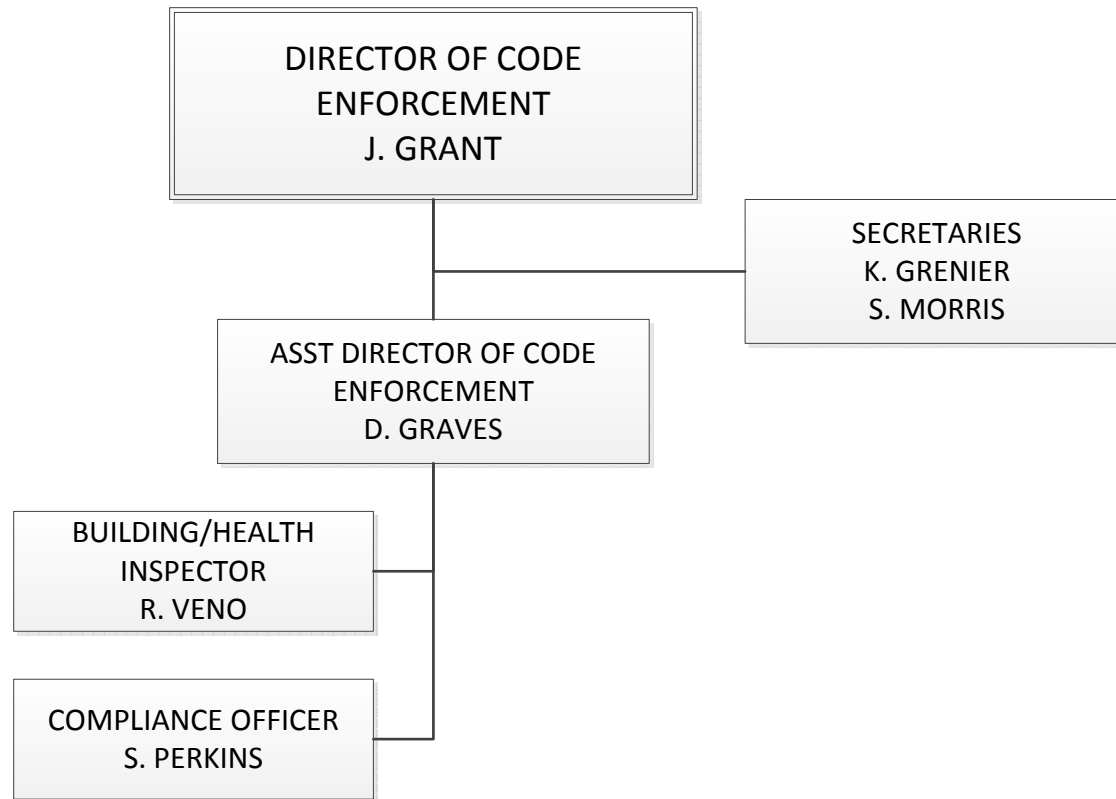 DIRECTOR OF CODE
ENFORCEMENT
J. GRANT
SECRETARIES
K. GRENIER
S. MORRIS
ASST DIRECTOR OF CODE
ENFORCEMENT
D. GRAVES
BUILDING/HEALTH
INSPECTOR
R. VENO
COMPLIANCE OFFICER
S. PERKINS